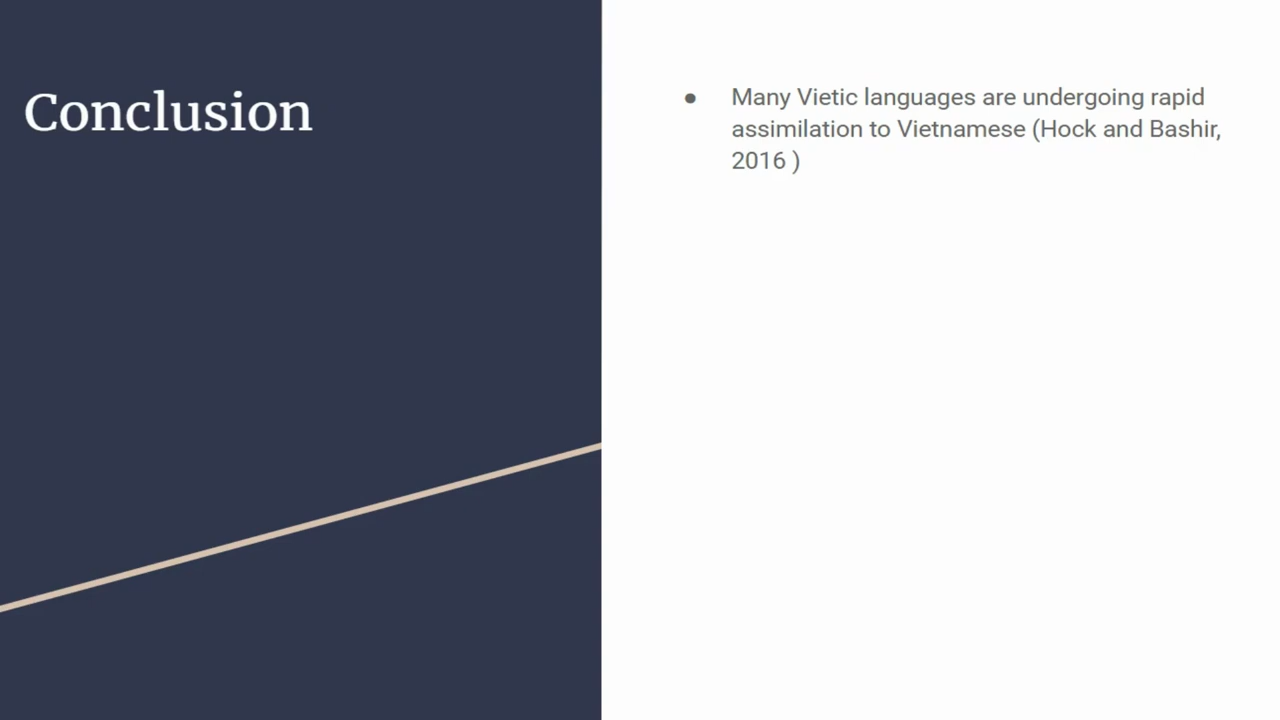 Conclusion
● Many Vietic languages are undergoing rapid
assimilation to Vietnamese (Hock and Bashir,
2016 )